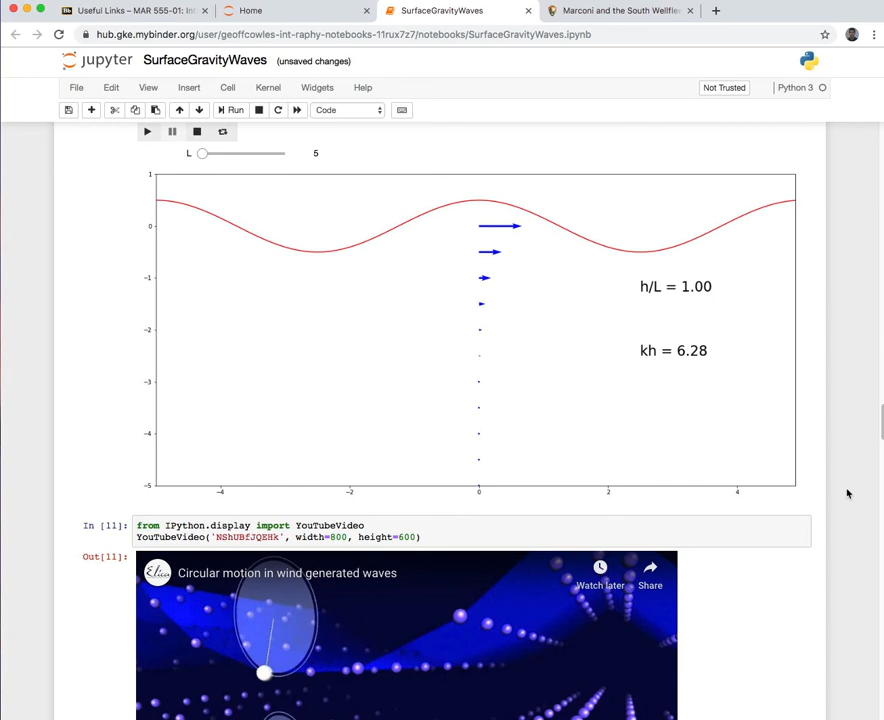 Useful Links – MAR 555-01: Int
Home
SurfaceGravityWaves
Marconi and the South Wellfle
hub.gke.mybinder.org/user/geoffcowles-int-raphy-notebooks-11rux7z7/notebooks/SurfaceGravityWaves.ipynb
jupyter SurfaceGravityWaves (unsaved changes)
File Edit View Insert Cell Kernel Widgets Help Not Trusted Python 3
Run Code
L 5
1
0
−1
−2
−3
−4
−5
h/L = 1.00
kh = 6.28
−4 −2 0 2 4
In [11]: from IPython.display import YouTubeVideo
YouTubeVideo('NShUBfJQEHk', width=800, height=600)
Out[11]:
Elica Circular motion in wind generated waves
Watch later Share